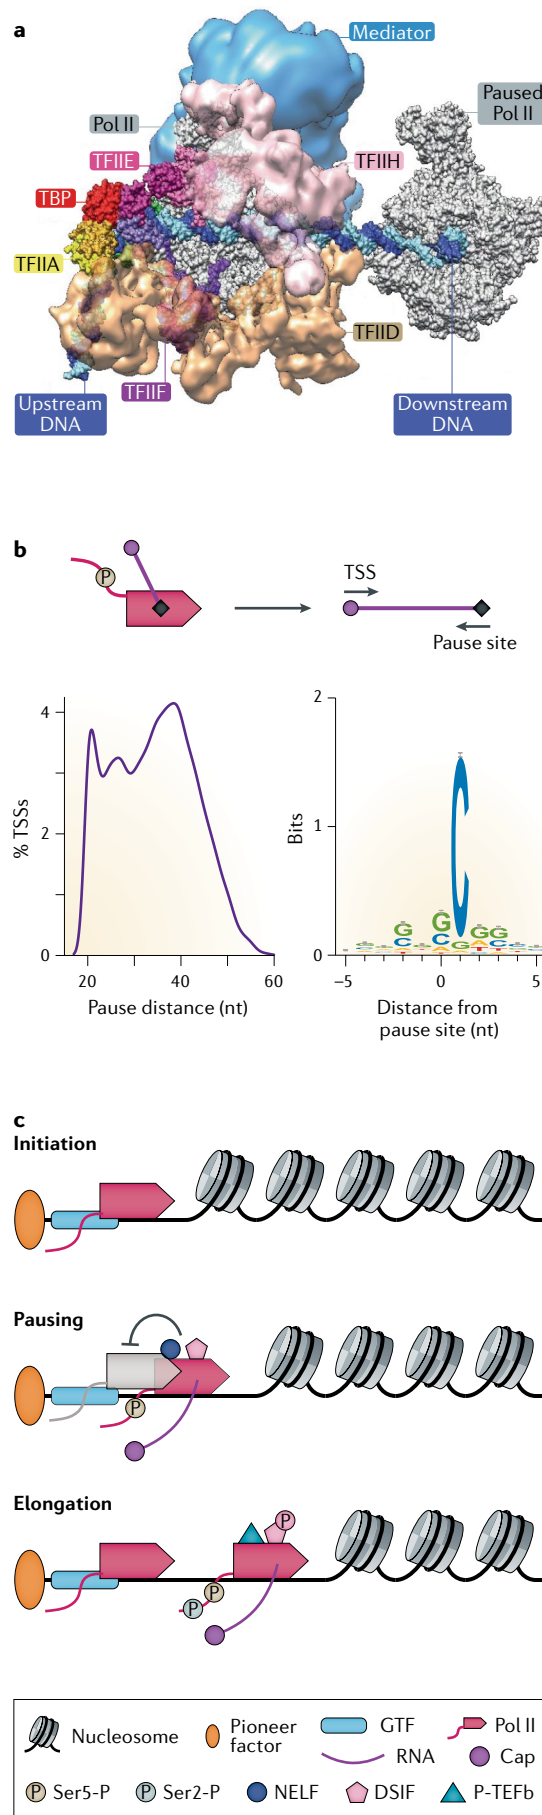 a
Mediator
Paused
Pol II
Pol II
TFIIE
TFIIH
TBP
TFIIA
TFIID
TFIIF
Upstream
DNA
Downstream
DNA
b
P
TSS
Pause site
4
2
0
% TSSs
20
40
60
Pause distance (nt)
2
1
0
Bits
C
G
C
G
C
A
G
G
A
T
G
T
−5
0
5
Distance from
pause site (nt)
c
Initiation
Pausing
P
Elongation
P
P
P
Nucleosome
Pioneer
factor
GTF
Pol II
RNA
Cap
P Ser5-P
P Ser2-P
NELF
DSIF
P-TEFb